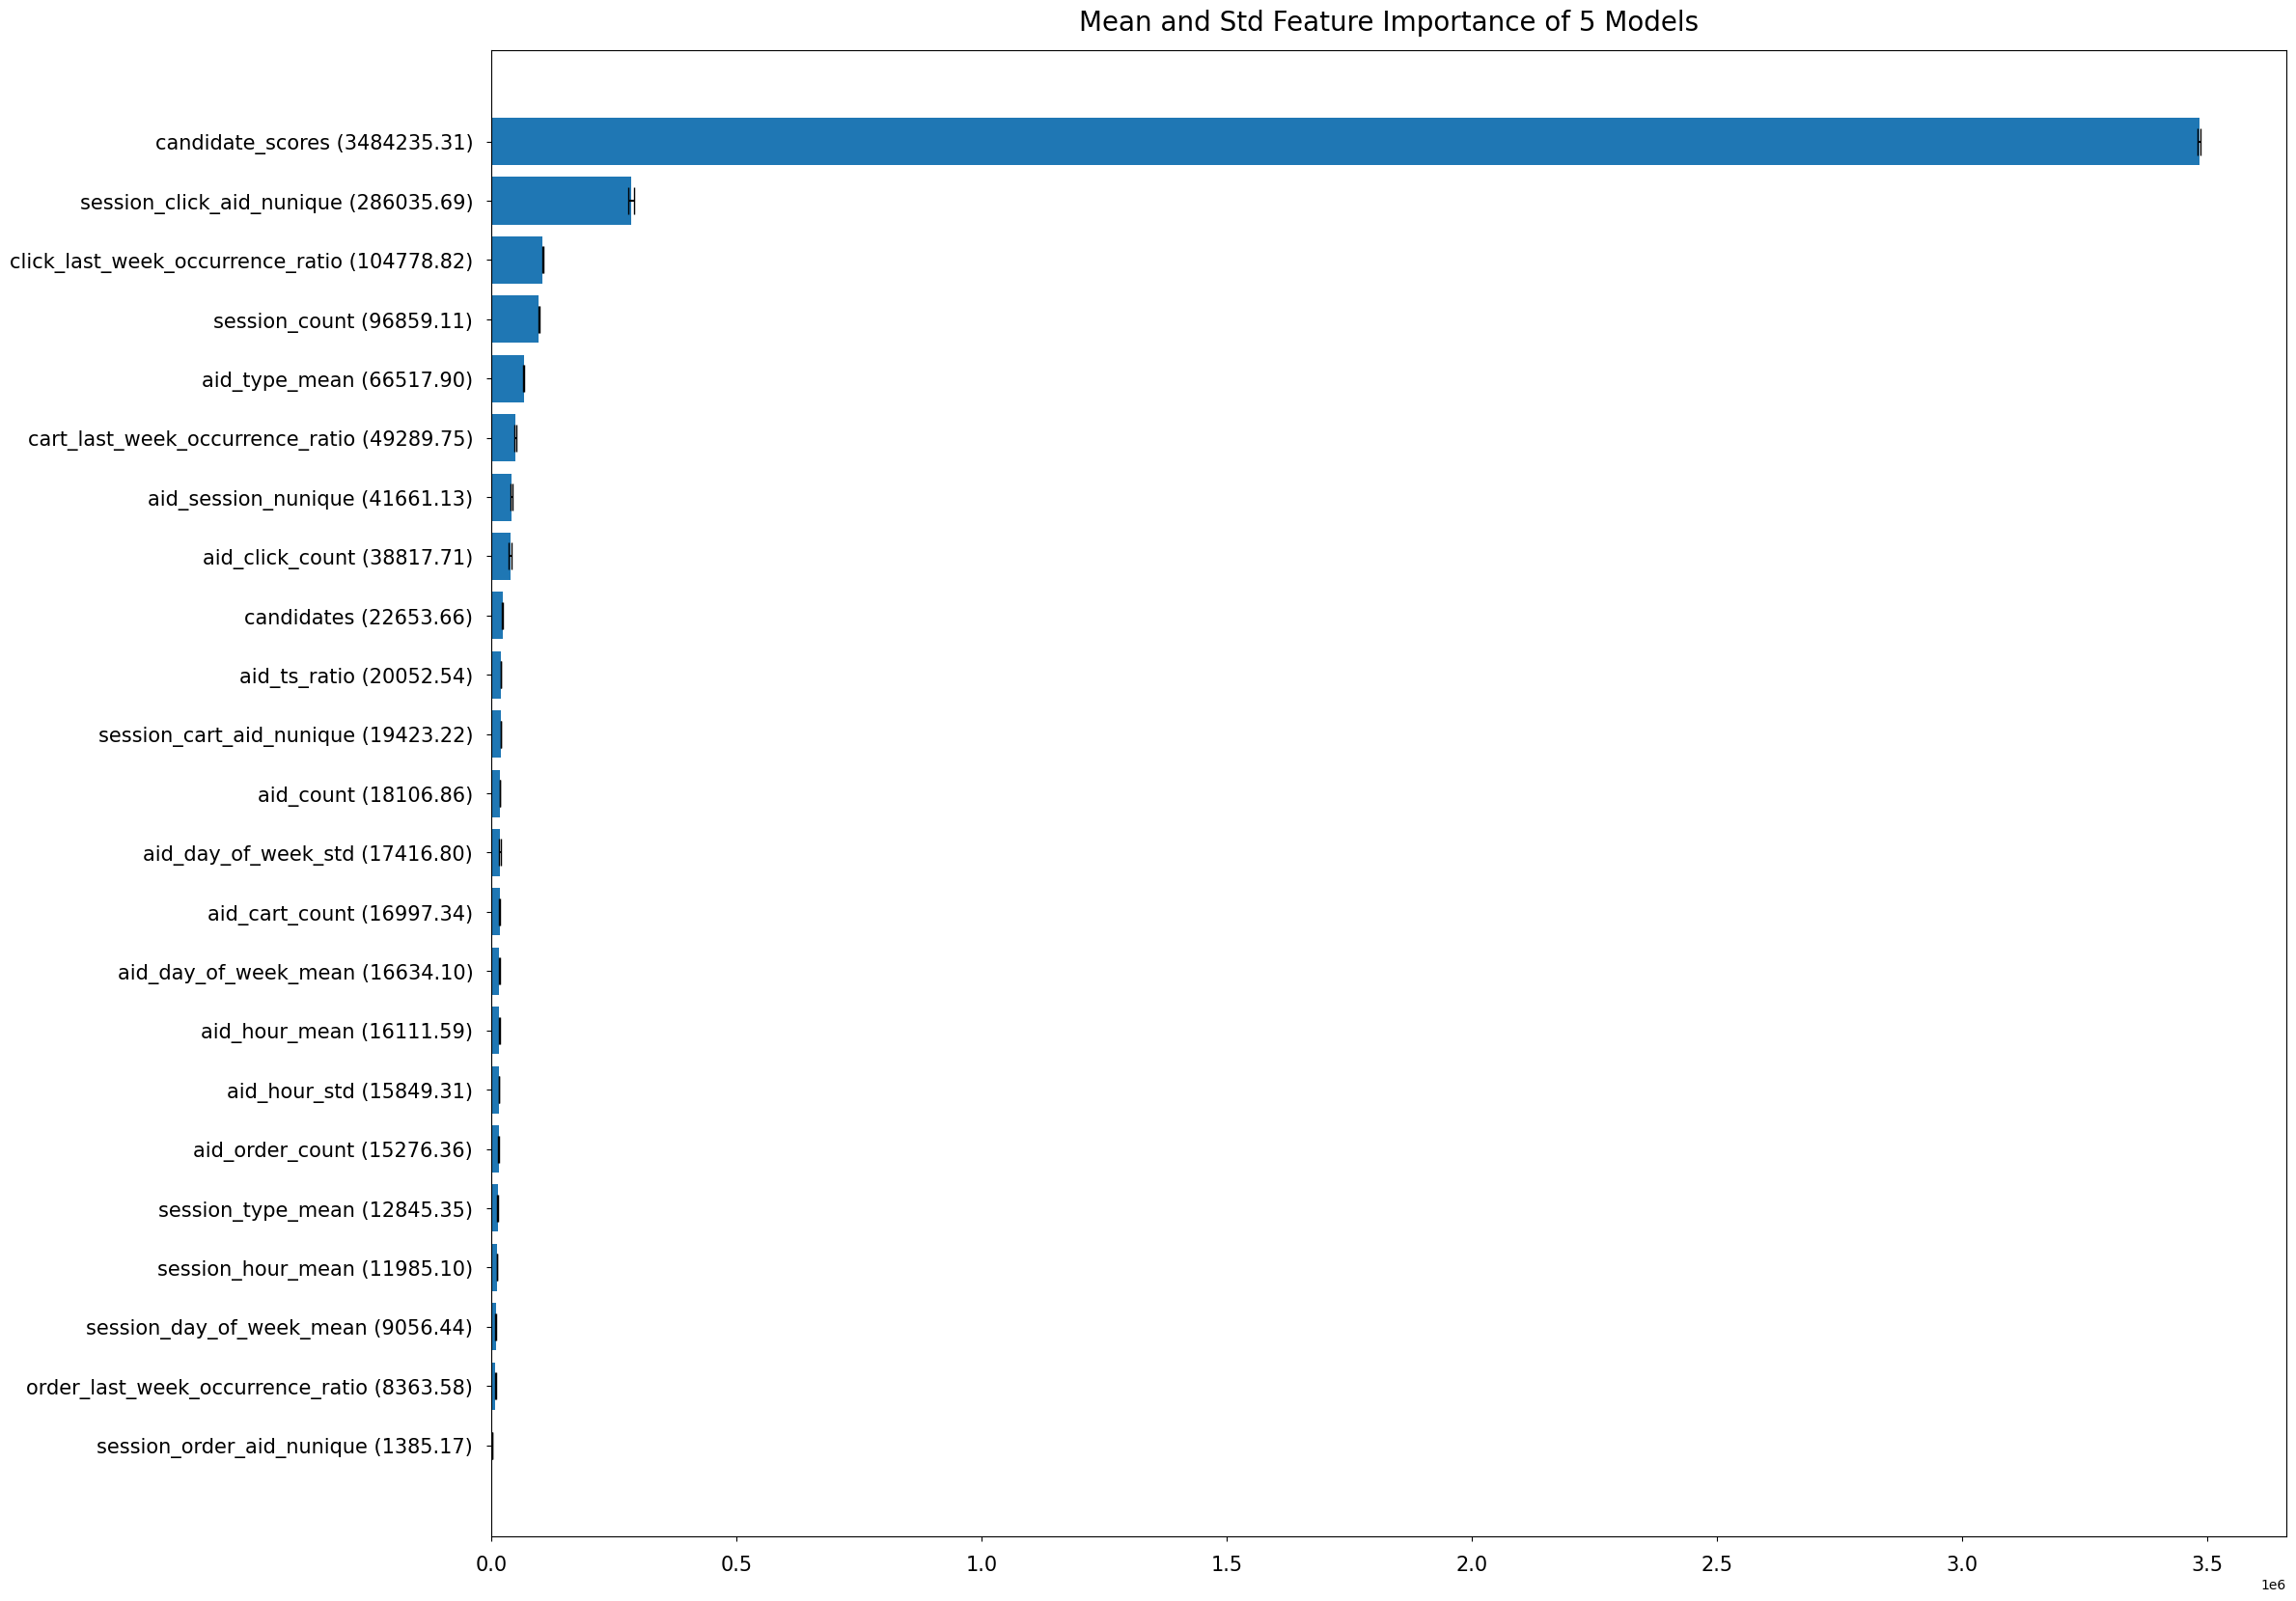 Mean and Std Feature Importance of 5 Models
candidate_scores (3484235.31)
session_click_aid_nunique (286035.69)
click_last_week_occurrence_ratio (104778.82)
session_count (96859.11)
aid_type_mean (66517.90)
cart_last_week_occurrence_ratio (49289.75)
aid_session_nunique (41661.13)
aid_click_count (38817.71)
candidates (22653.66)
aid_ts_ratio (20052.54)
session_cart_aid_nunique (19423.22)
aid_count (18106.86)
aid_day_of_week_std (17416.80)
aid_cart_count (16997.34)
aid_day_of_week_mean (16634.10)
aid_hour_mean (16111.59)
aid_hour_std (15849.31)
aid_order_count (15276.36)
session_type_mean (12845.35)
session_hour_mean (11985.10)
session_day_of_week_mean (9056.44)
order_last_week_occurrence_ratio (8363.58)
session_order_aid_nunique (1385.17)
0.0 0.5 1.0 1.5 2.0 2.5 3.0 3.5
1e6